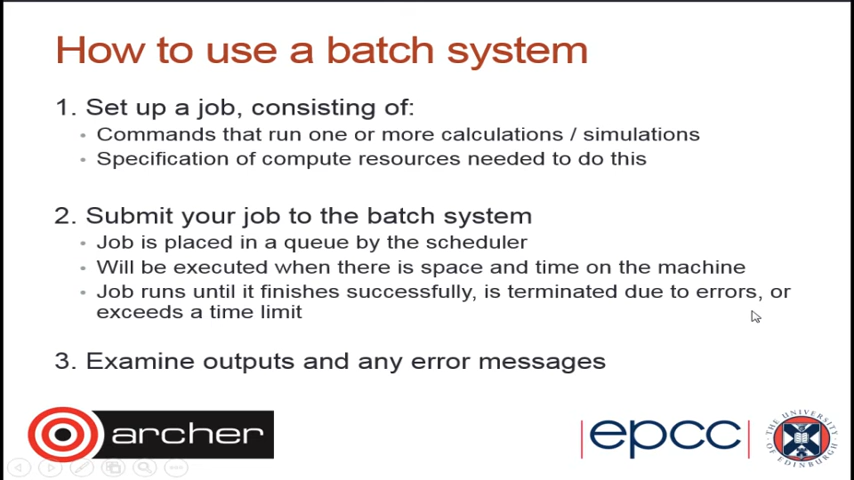 How to use a batch system
1. Set up a job, consisting of:
• Commands that run one or more calculations / simulations
• Specification of compute resources needed to do this
2. Submit your job to the batch system
• Job is placed in a queue by the scheduler
• Will be executed when there is space and time on the machine
• Job runs until it finishes successfully, is terminated due to errors, or
exceeds a time limit
3. Examine outputs and any error messages
archer
epcc
THE UNIVERSITY OF EDINBURGH